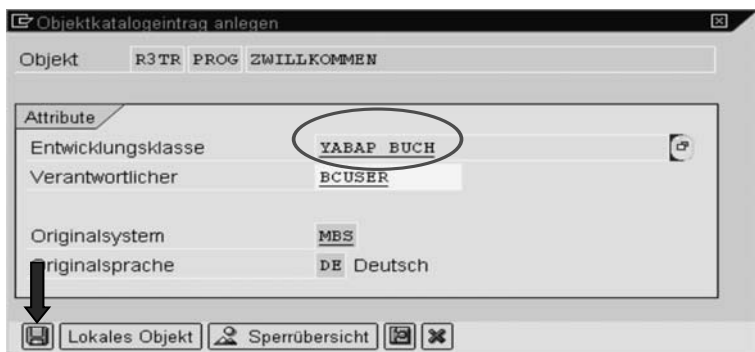 Objektkatalogeintrag anlegen
Objekt R3TR PROG ZWILLKOMMEN
Attribute
Entwicklungsklasse YABAP BUCH
Verantwortlicher BCUSER
Originalsystem MBS
Originalsprache DE Deutsch
Lokales Objekt Sperrübersicht